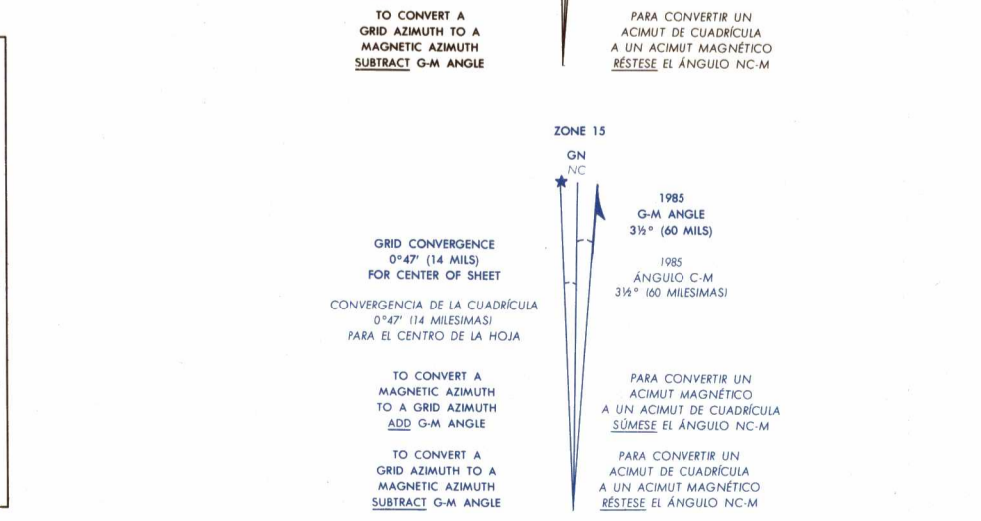 TO CONVERT A
GRID AZIMUTH TO A
MAGNETIC AZIMUTH
SUBTRACT G-M ANGLE
PARA CONVERTIR UN
ACIMUT DE CUADRÍCULA
A UN ACIMUT MAGNÉTICO
RÉSTESE EL ÁNGULO NC-M
ZONE 15
GN
NC
1985
G-M ANGLE
3½° (60 MILS)
1985
ÁNGULO C-M
3½° (60 MILESIMAS)
GRID CONVERGENCE
0°47' (14 MILS)
FOR CENTER OF SHEET
CONVERGENCIA DE LA CUADRÍCULA
0°47' (14 MILESIMAS)
PARA EL CENTRO DE LA HOJA
TO CONVERT A
MAGNETIC AZIMUTH
TO A GRID AZIMUTH
ADD G-M ANGLE
PARA CONVERTIR UN
ACIMUT MAGNÉTICO
A UN ACIMUT DE CUADRÍCULA
SÚMESE EL ÁNGULO NC-M
TO CONVERT A
GRID AZIMUTH TO A
MAGNETIC AZIMUTH
SUBTRACT G-M ANGLE
PARA CONVERTIR UN
ACIMUT DE CUADRÍCULA
A UN ACIMUT MAGNÉTICO
RÉSTESE EL ÁNGULO NC-M